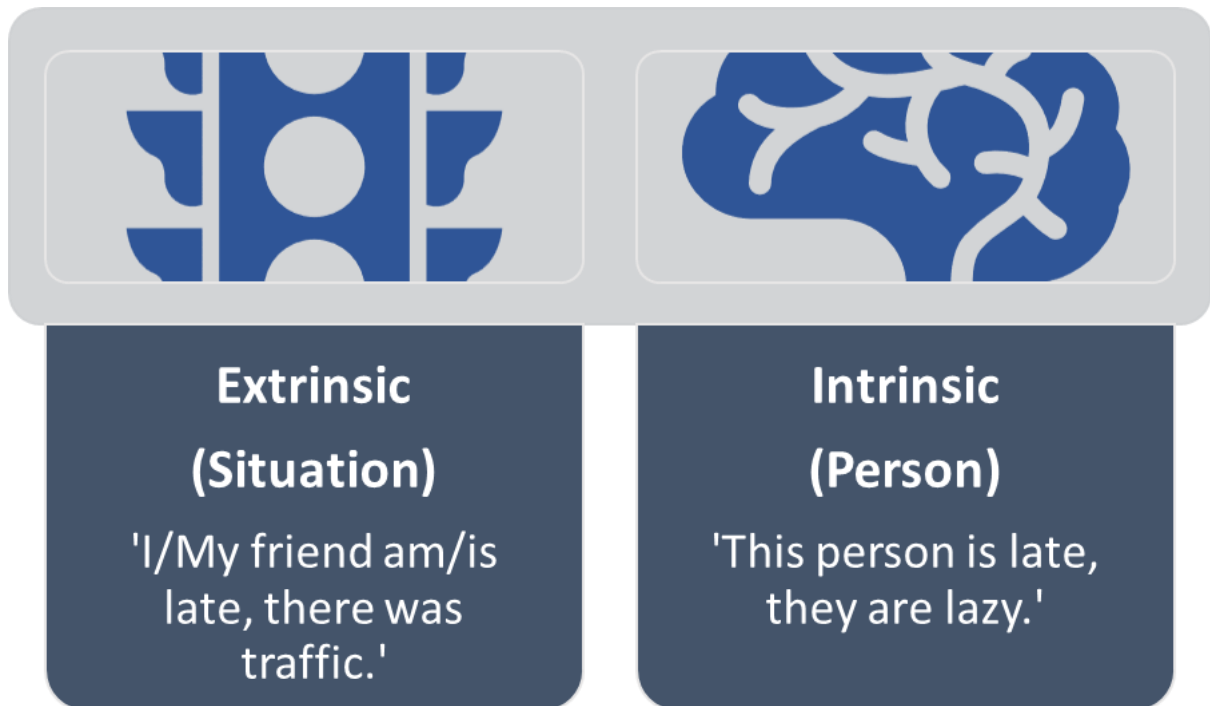 Extrinsic
(Situation)
'I/My friend am/is
late, there was
traffic.'
Intrinsic
(Person)
'This person is late,
they are lazy.'